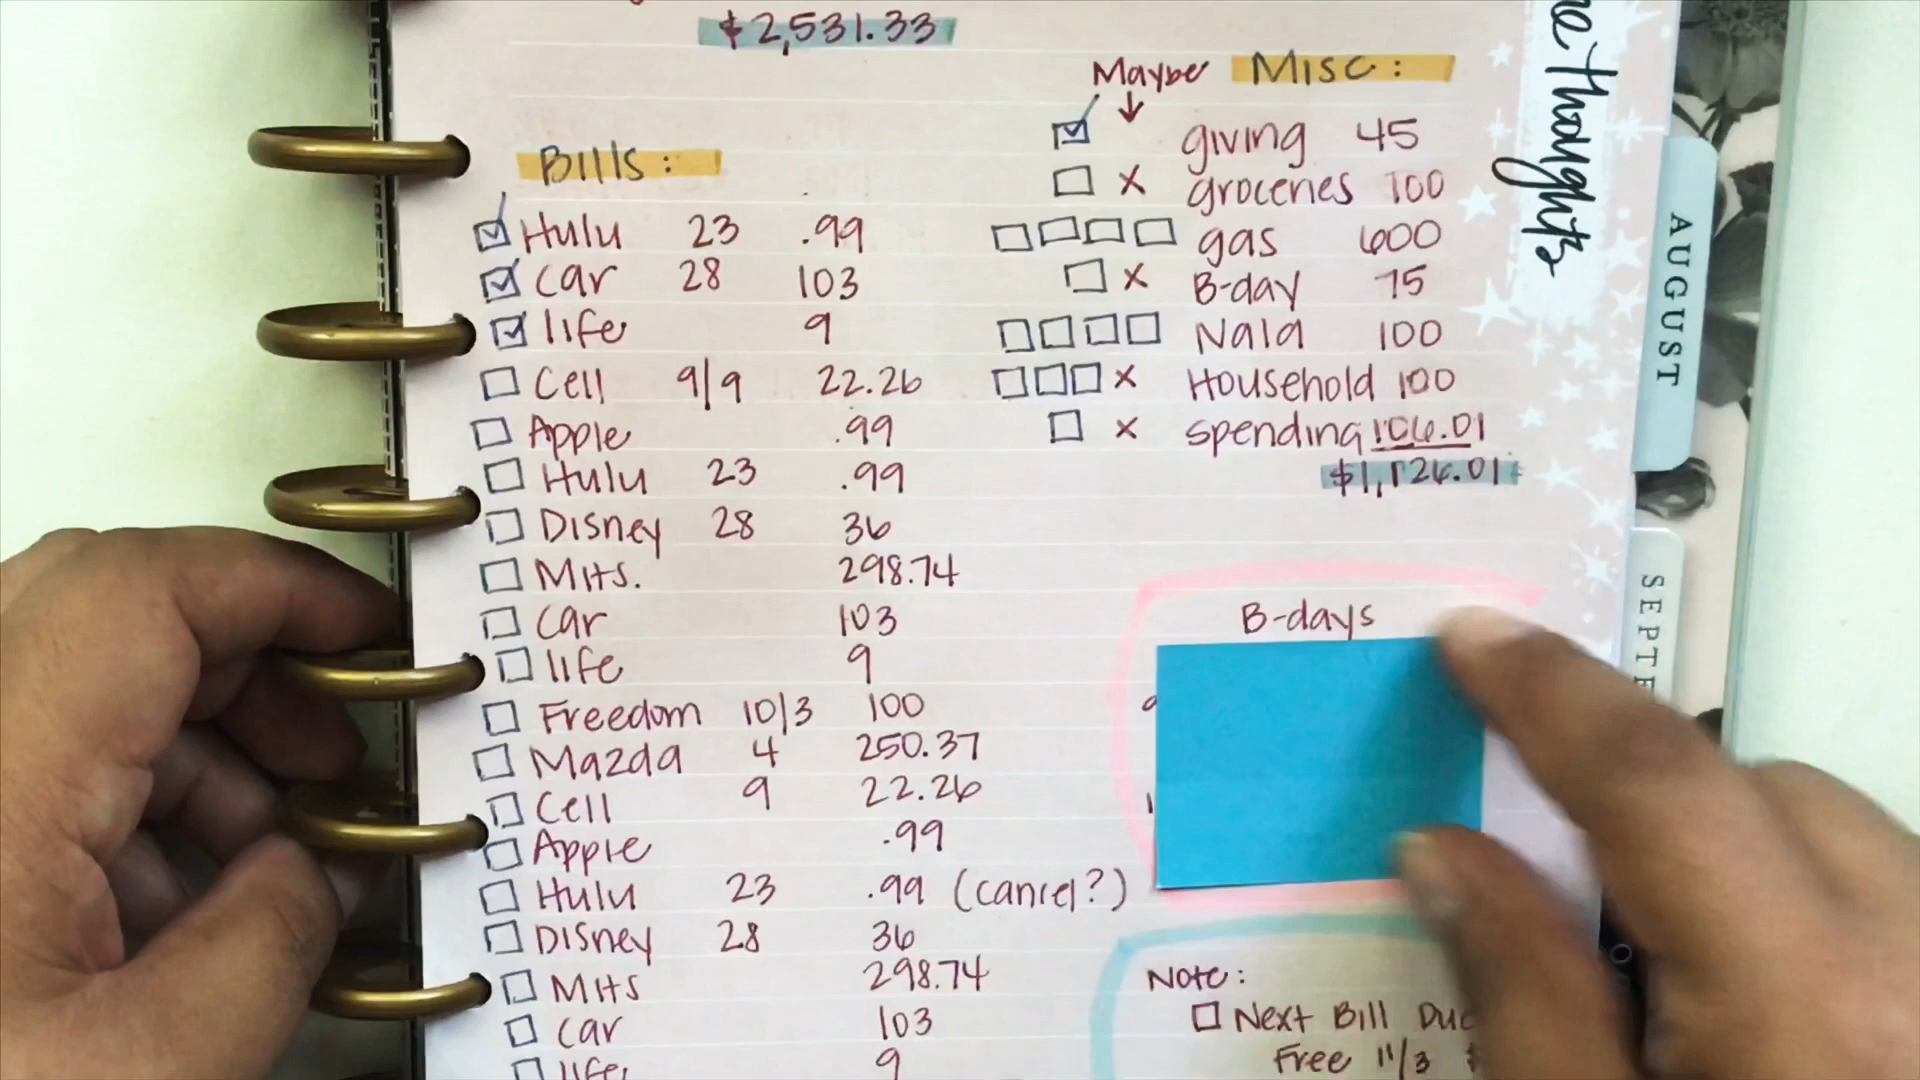 $2,531.33
Maybe Misc:
giving 45
x groceries 100
gas 600
x B-day 75
Nala 100
x Household 100
x spending 106.01
$1,126.01
Bills:
Hulu 23 .99
car 28 103
life 9
Cell 9/9 22.26
Apple .99
Hulu 23 .99
Disney 28 36
Mits. 298.74
car 103
life 9
Freedom 10/3 100
Mazda 4 250.37
Cell 9 22.26
Apple .99
Hulu 23 .99 (cancel?)
Disney 28 36
Mits 298.74
car 103
life 9
B-days
Note:
Next Bill Due
Free 11/3
Thoughts
AUGUST
SEPTE